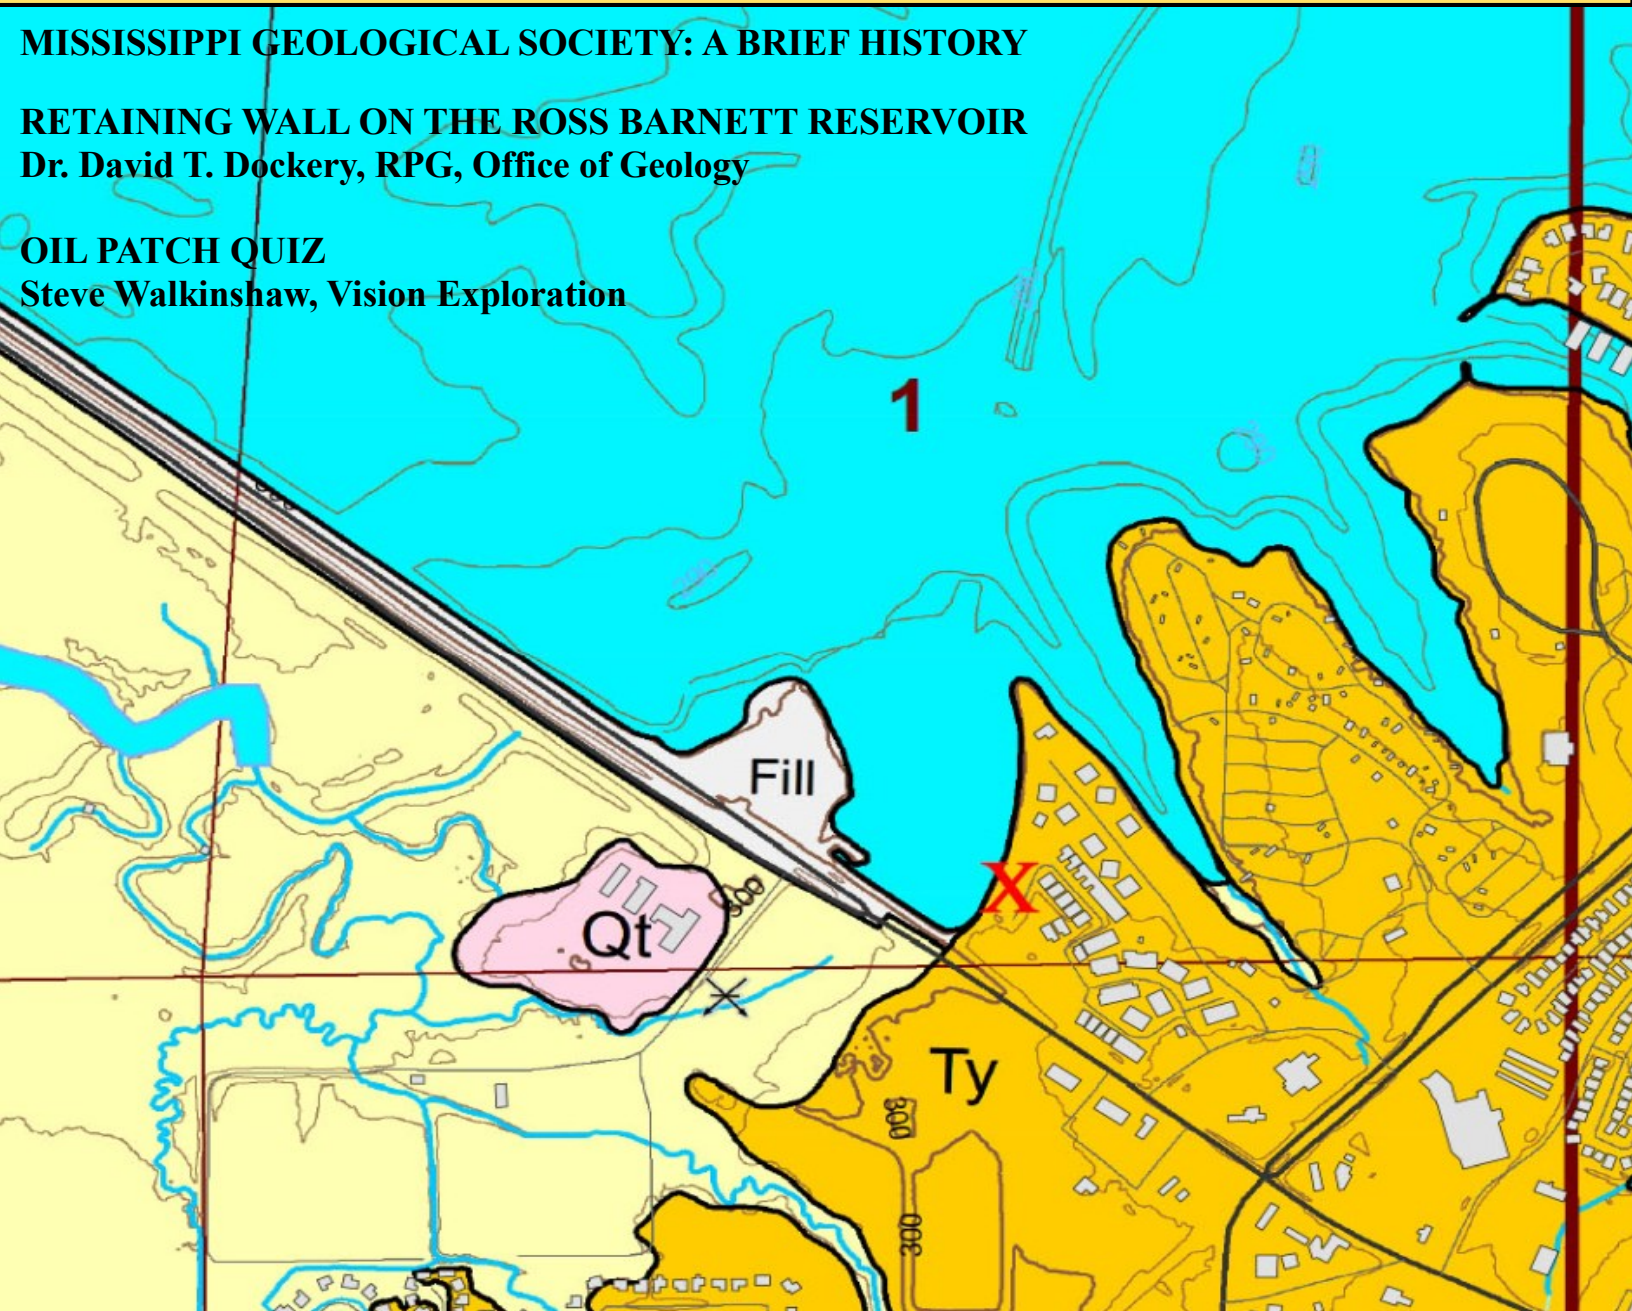 MISSISSIPPI GEOLOGICAL SOCIETY: A BRIEF HISTORY
RETAINING WALL ON THE ROSS BARNETT RESERVOIR
Dr. David T. Dockery, RPG, Office of Geology
OIL PATCH QUIZ
Steve Walkinshaw, Vision Exploration
1
Fill
X
300
Qt
Ty
300
300